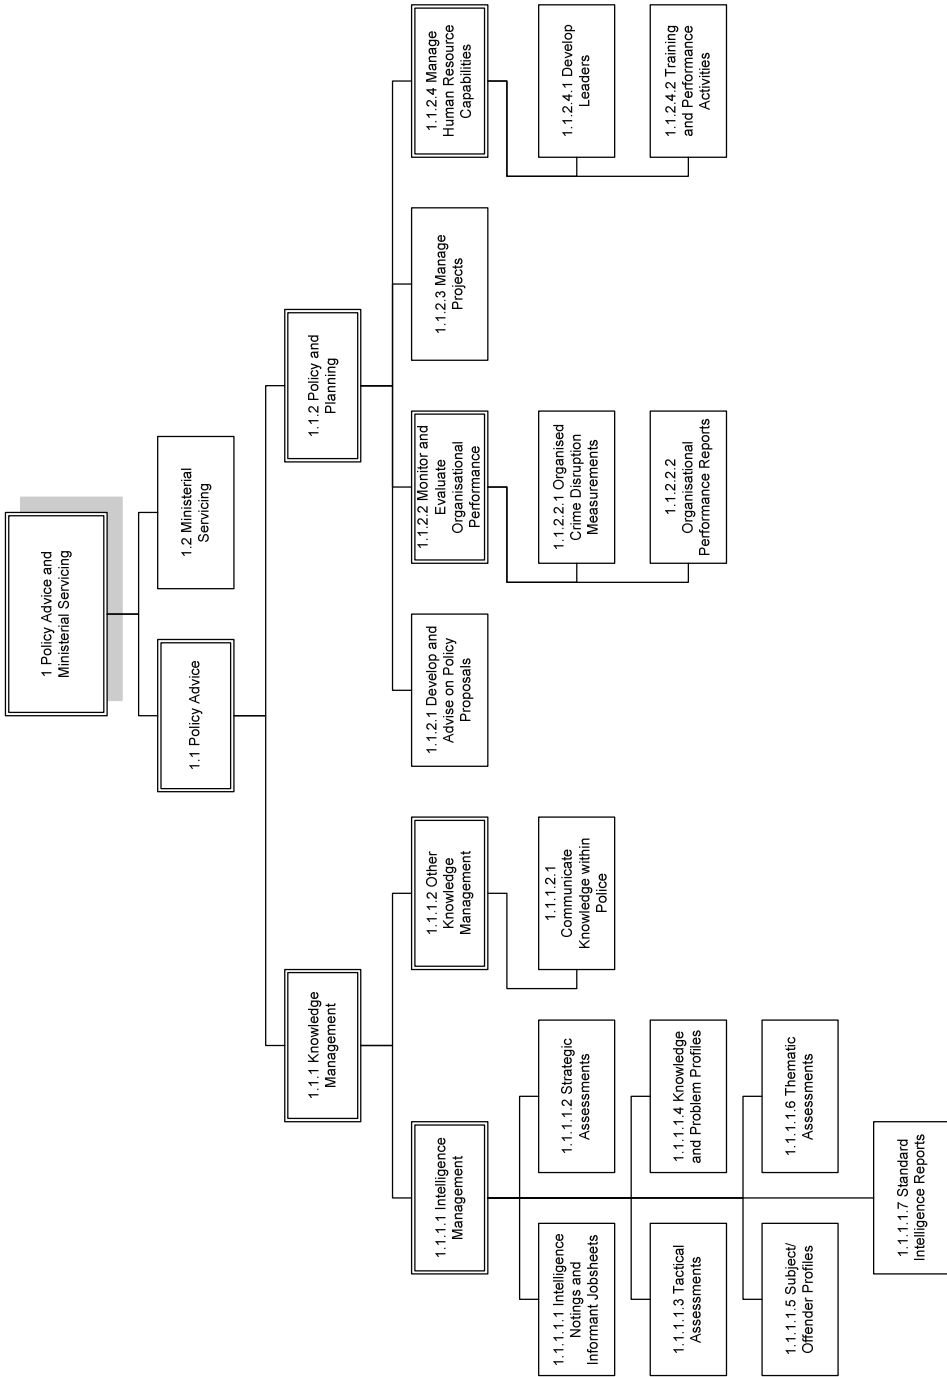 1 Policy Advice and
Ministerial Servicing
1.1 Policy Advice
1.2 Ministerial
Servicing
1.1.1 Knowledge
Management
1.1.2 Policy and
Planning
1.1.1.1 Intelligence
Management
1.1.1.2 Other
Knowledge
Management
1.1.2.1 Develop and
Advise on Policy
Proposals
1.1.2.2 Monitor and
Evaluate
Organisational
Performance
1.1.2.3 Manage
Projects
1.1.2.4 Manage
Human Resource
Capabilities
1.1.1.1.1 Intelligence
Notings and
Informant Jobsheets
1.1.1.1.2 Strategic
Assessments
1.1.1.2.1
Communicate
Knowledge within
Police
1.1.2.2.1 Organised
Crime Disruption
Measurements
1.1.2.4.1 Develop
Leaders
1.1.1.1.3 Tactical
Assessments
1.1.1.1.4 Knowledge
and Problem Profiles
1.1.2.2.2
Organisational
Performance Reports
1.1.2.4.2 Training
and Performance
Activities
1.1.1.1.5 Subject/
Offender Profiles
1.1.1.1.6 Thematic
Assessments
1.1.1.1.7 Standard
Intelligence Reports